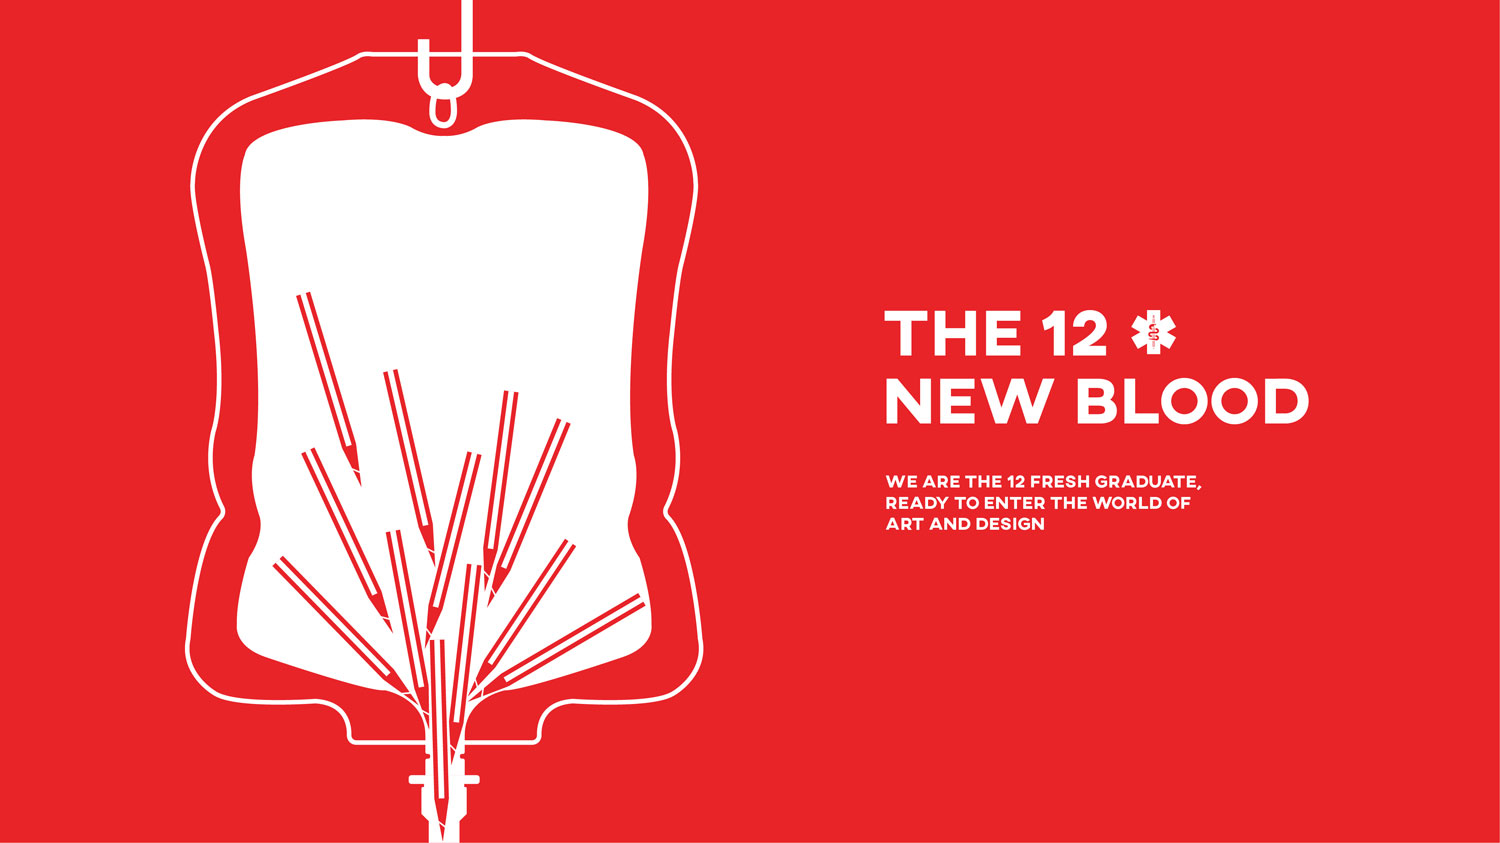 THE 12
NEW BLOOD
WE ARE THE 12 FRESH GRADUATE,
READY TO ENTER THE WORLD OF
ART AND DESIGN